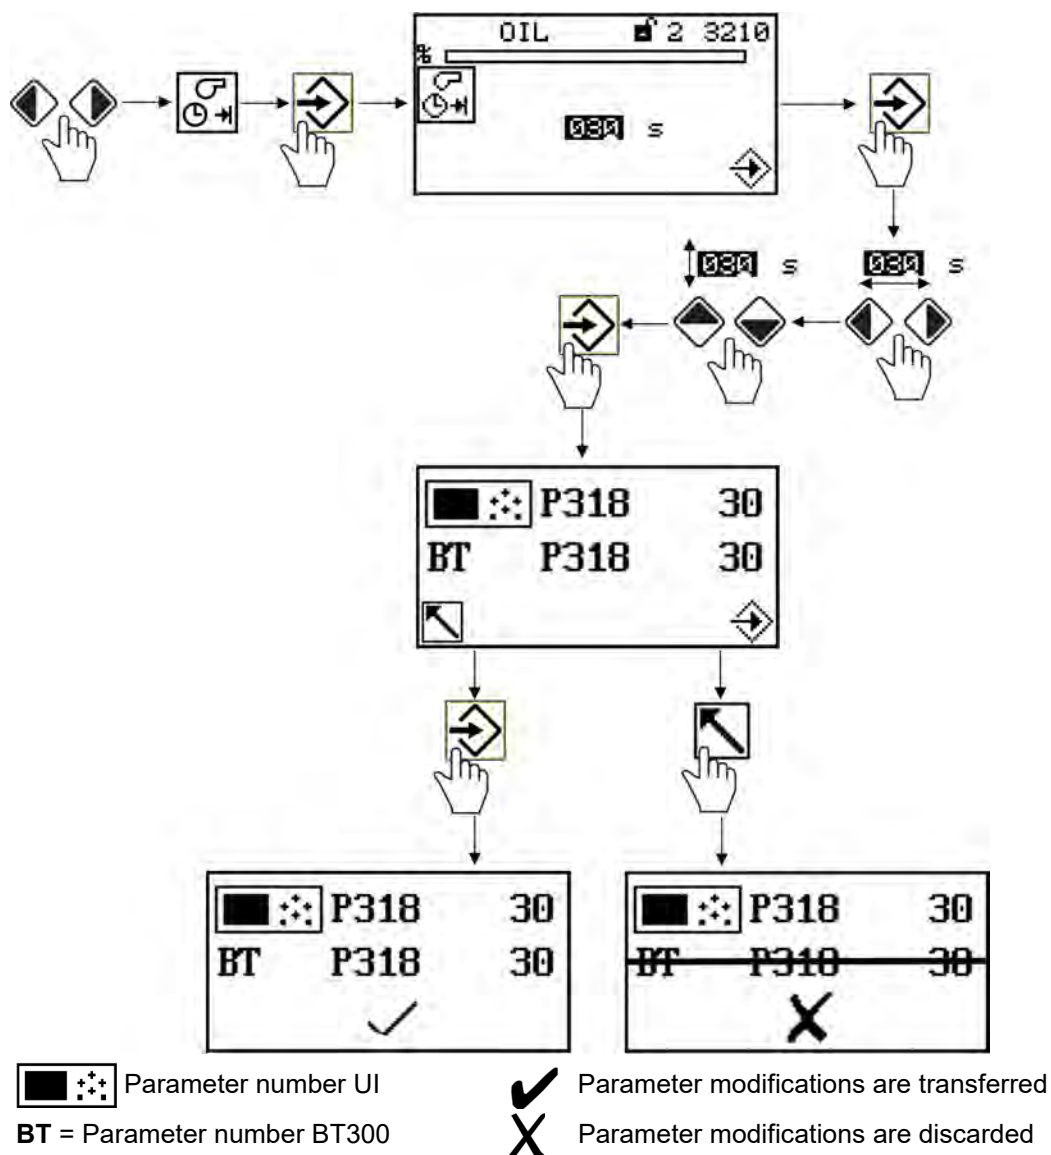 OIL 2 3210
%
030 s
030 s 030 s
P318 30
BT P318 30
P318 30
BT P318 30
P318 30
BT P318 30
Parameter number UI
Parameter modifications are transferred
BT = Parameter number BT300
Parameter modifications are discarded